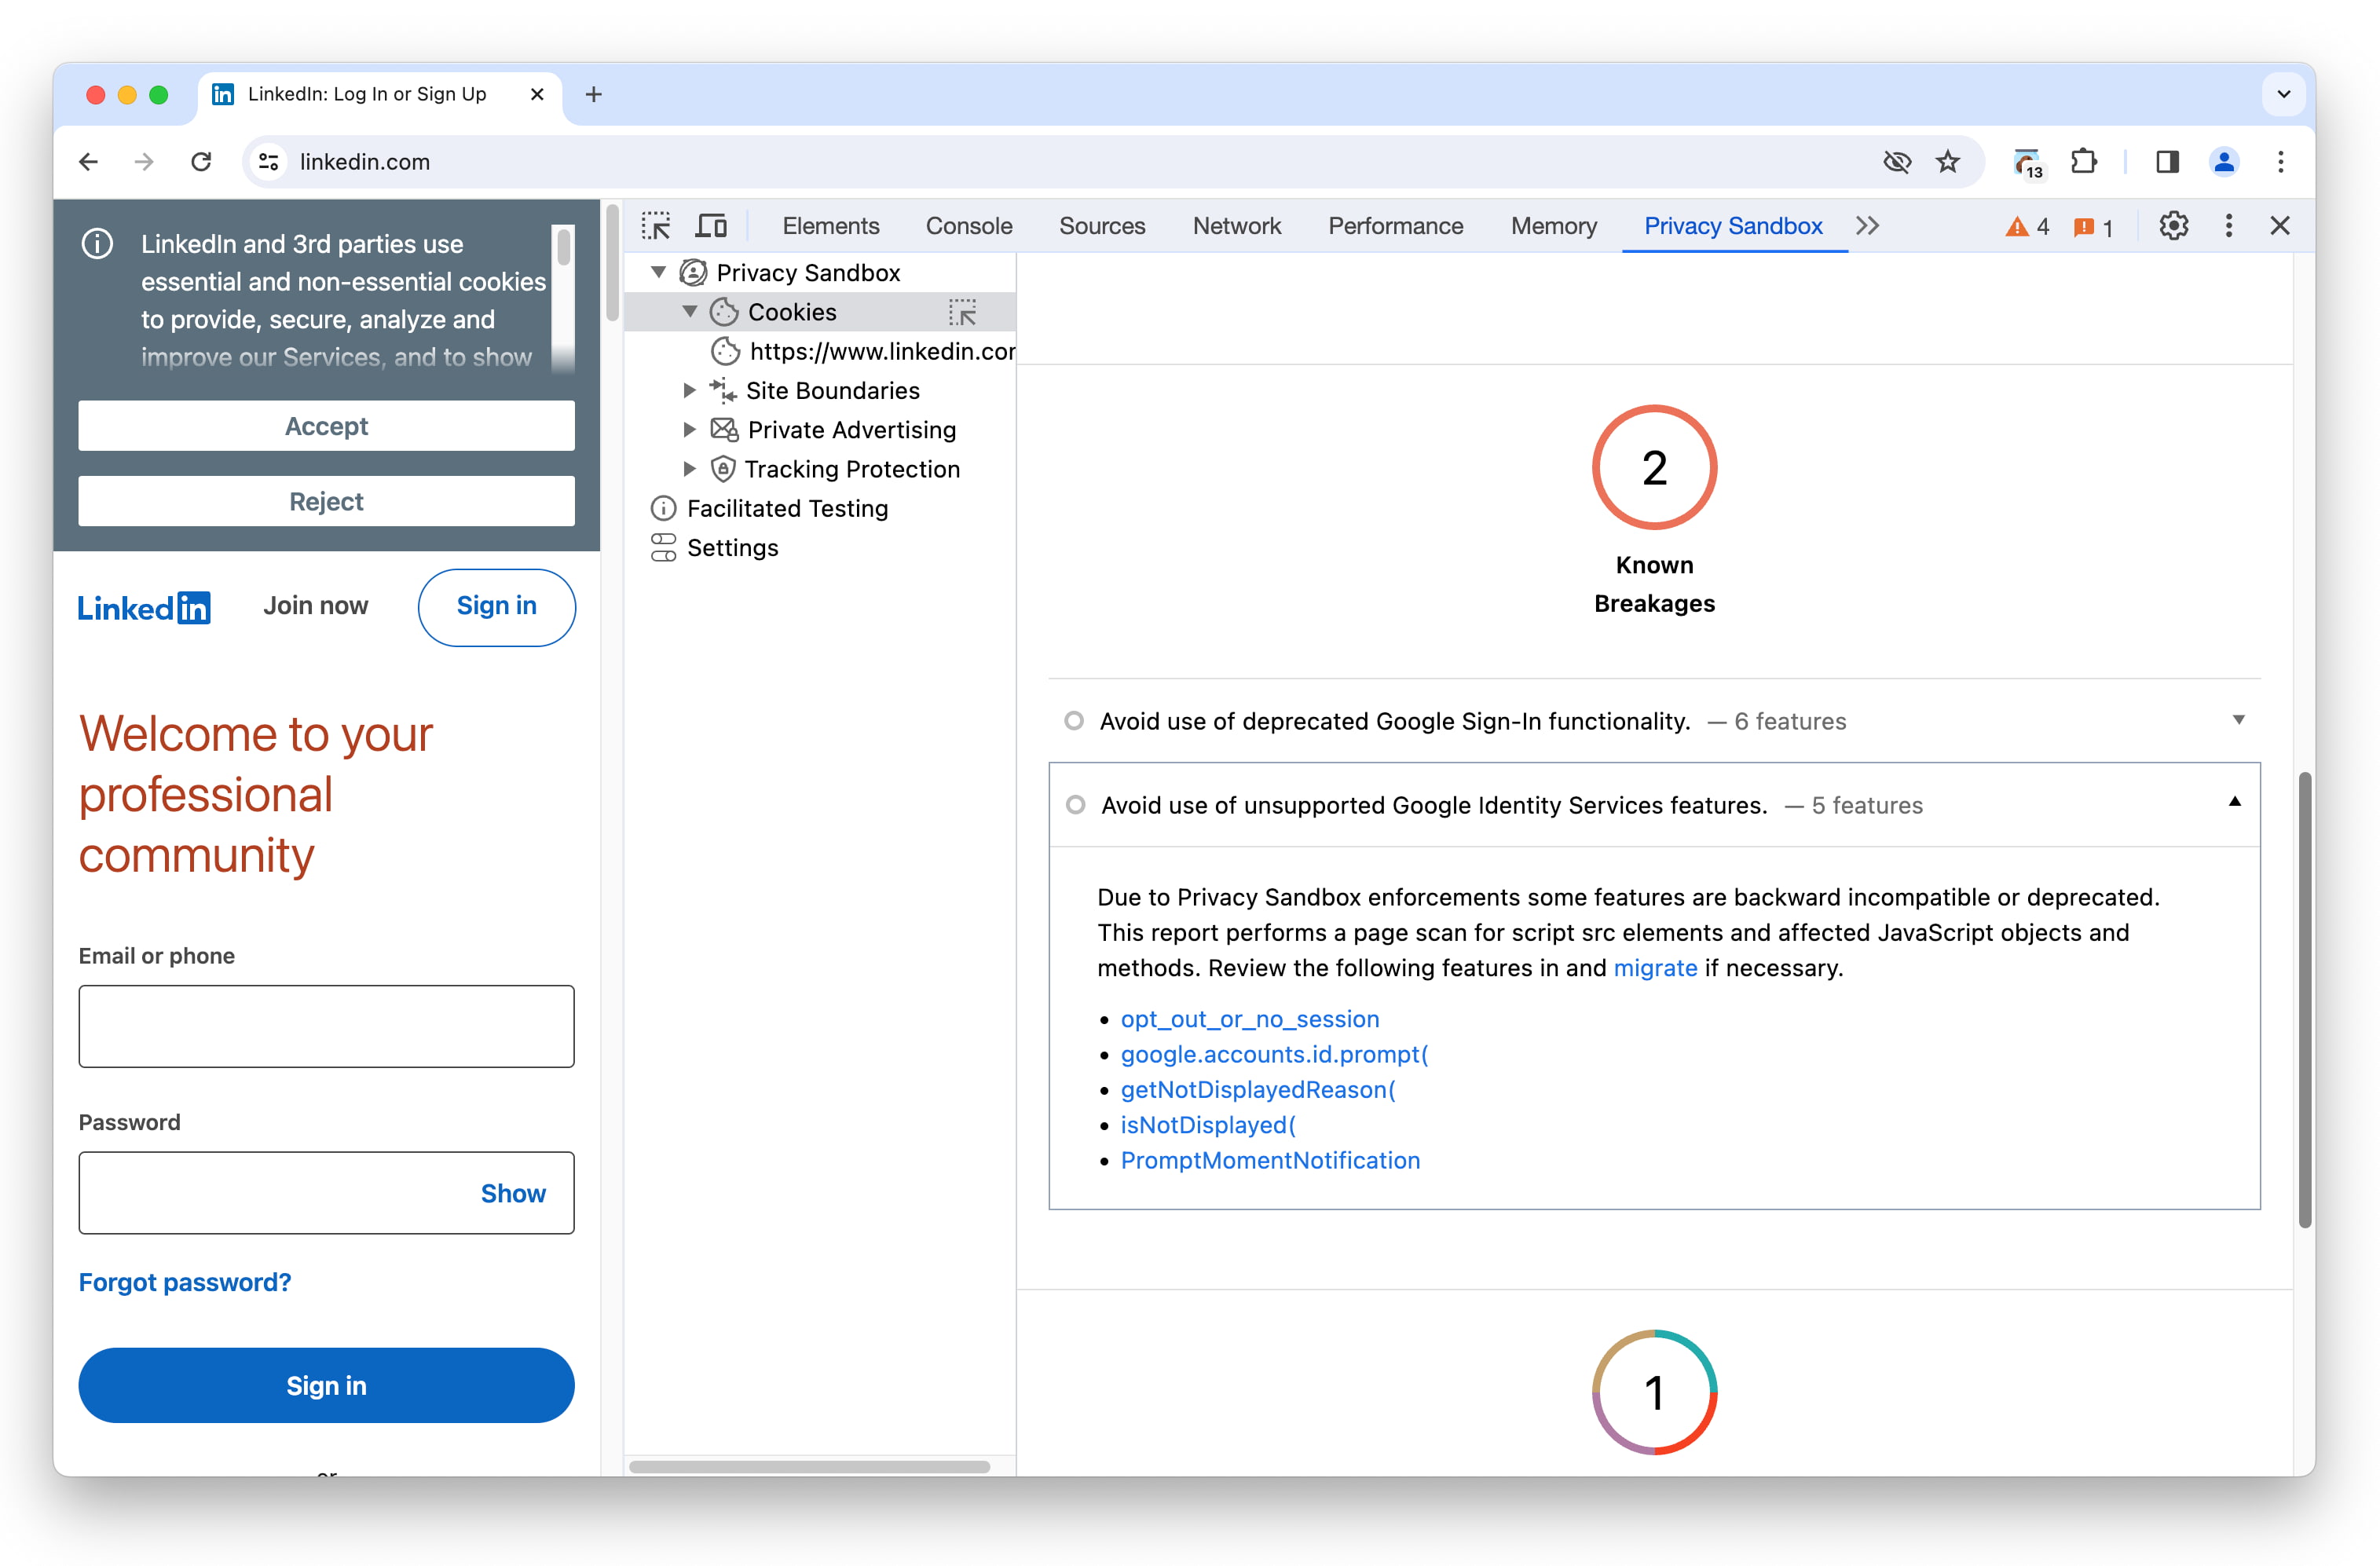 LinkedIn: Log In or Sign Up
linkedin.com
13
LinkedIn and 3rd parties use
essential and non-essential cookies
to provide, secure, analyze and
improve our Services, and to show
Accept
Reject
Linkedin
Join now
Sign in
Welcome to your
professional
community
Email or phone
Password
Show
Forgot password?
Sign in
Elements
Console
Sources
Network
Performance
Memory
Privacy Sandbox
4
1
Privacy Sandbox
Cookies
https://www.linkedin.cor
Site Boundaries
Private Advertising
Tracking Protection
Facilitated Testing
Settings
2
Known
Breakages
Avoid use of deprecated Google Sign-In functionality. — 6 features
Avoid use of unsupported Google Identity Services features. — 5 features
Due to Privacy Sandbox enforcements some features are backward incompatible or deprecated.
This report performs a page scan for script src elements and affected JavaScript objects and
methods. Review the following features in and migrate if necessary.
• opt_out_or_no_session
• google.accounts.id.prompt(
• getNotDisplayedReason(
• isNotDisplayed(
• PromptMomentNotification
1